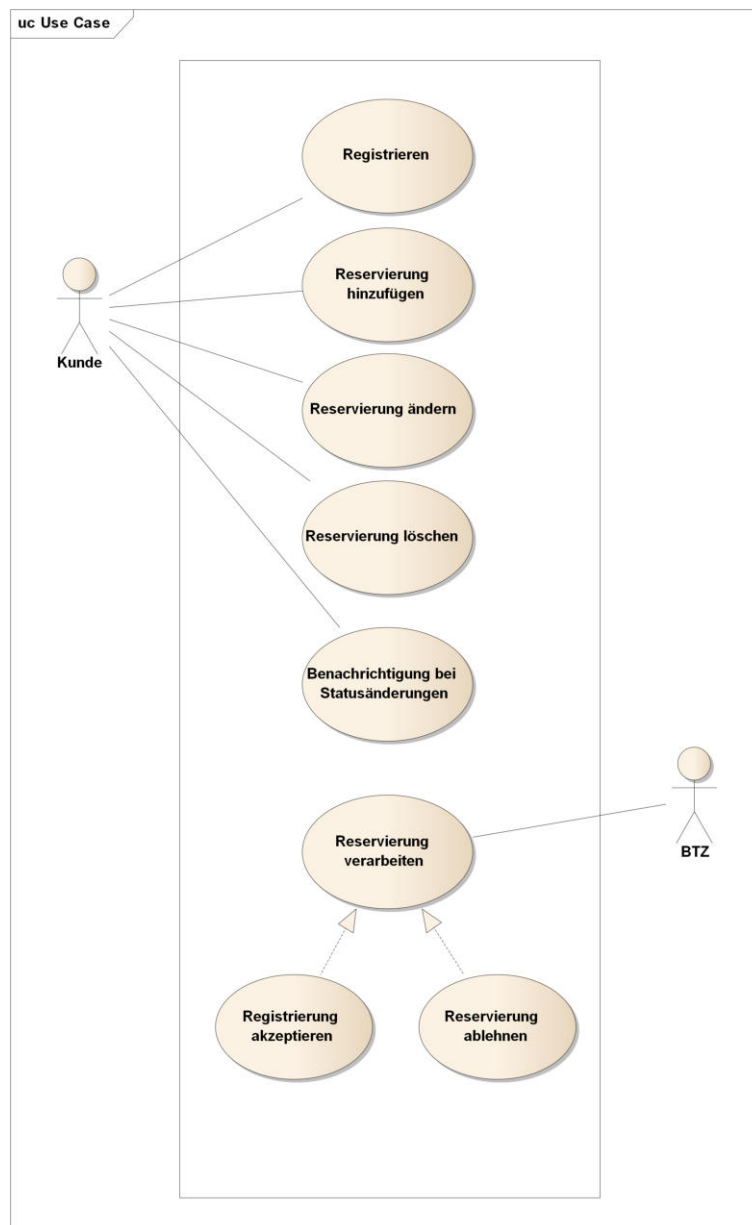 uc Use Case
Registrieren
Reservierung
hinzufügen
Kunde
Reservierung ändern
Reservierung löschen
Benachrichtigung bei
Statusänderungen
Reservierung
verarbeiten
BTZ
Registrierung
akzeptieren
Reservierung
ablehnen